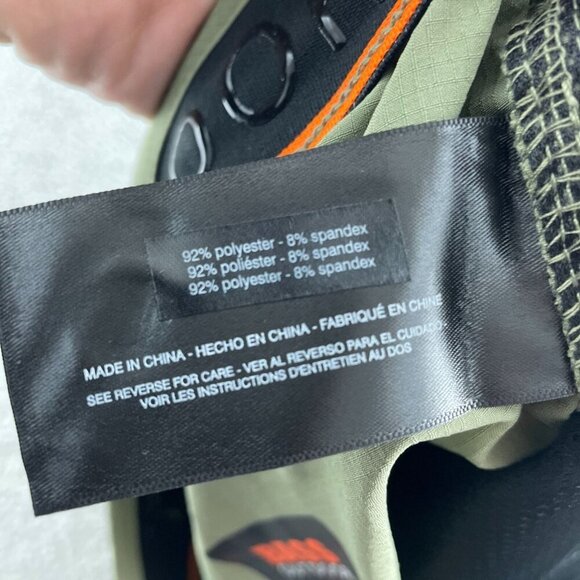 92% polyester - 8% spandex
92% poliéster - 8% spandex
92% polyester - 8% spandex
MADE IN CHINA - HECHO EN CHINA - FABRIQUÉ EN CHINE
SEE REVERSE FOR CARE - VER AL REVERSO PARA EL CUIDADO
VOIR LES INSTRUCTIONS D'ENTRETIEN AU DOS
BASS